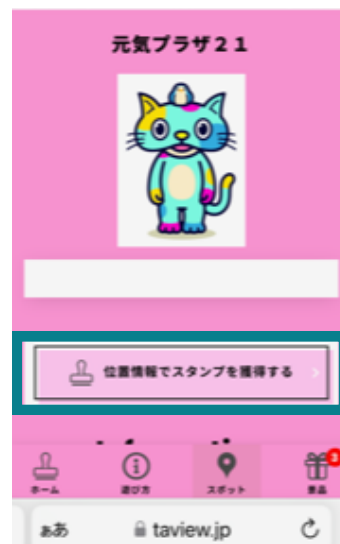 元気プラザ２１
位置情報でスタンプを獲得する
ホーム
遊び方
スポット
景品
3
ぁあ
taview.jp